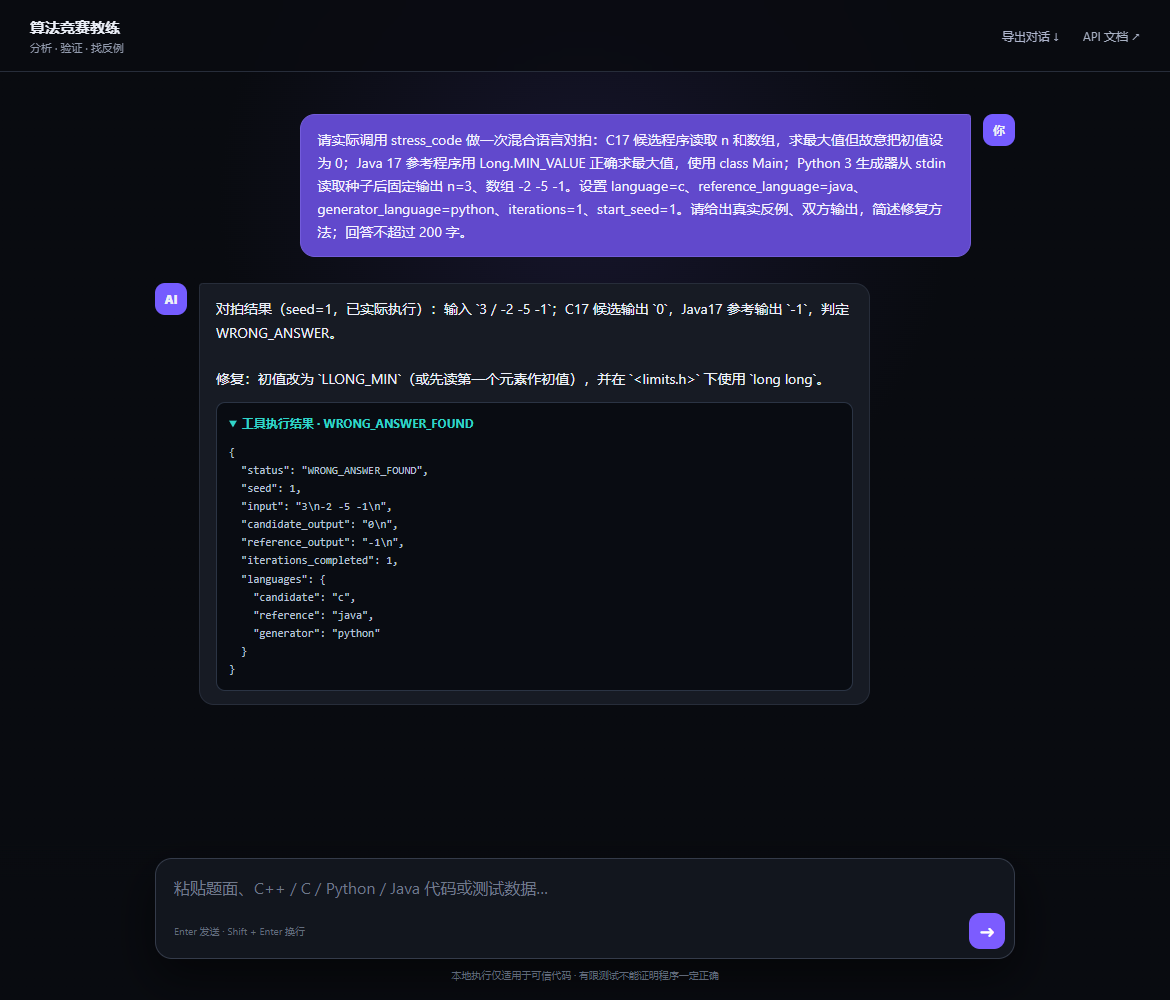 算法竞赛教练
分析 · 验证 · 找反例
导出对话 ↓
API 文档 ↗
请实际调用 stress_code 做一次混合语言对拍：C17 候选程序读取 n 和数组，求最大值但故意把初值设
为 0；Java 17 参考程序用 Long.MIN_VALUE 正确求最大值，使用 class Main；Python 3 生成器从 stdin
读取种子后固定输出 n=3、数组 -2 -5 -1。设置 language=c、reference_language=java、
generator_language=python、iterations=1、start_seed=1。请给出真实反例、双方输出，简述修复方
法；回答不超过 200 字。
你
AI
对拍结果（seed=1，已实际执行）：输入 `3 / -2 -5 -1`；C17 候选输出 `0`，Java17 参考输出 `-1`，判定
WRONG_ANSWER。
修复：初值改为 `LLONG_MIN`（或先读第一个元素作初值），并在 `<limits.h>` 下使用 `long long`。
▼ 工具执行结果 · WRONG_ANSWER_FOUND
{
"status": "WRONG_ANSWER_FOUND",
"seed": 1,
"input": "3\n-2 -5 -1\n",
"candidate_output": "0\n",
"reference_output": "-1\n",
"iterations_completed": 1,
"languages": {
"candidate": "c",
"reference": "java",
"generator": "python"
}
}
粘贴题面、C++ / C / Python / Java 代码或测试数据...
Enter 发送 · Shift + Enter 换行
➔
本地执行仅适用于可信代码 · 有限测试不能证明程序一定正确